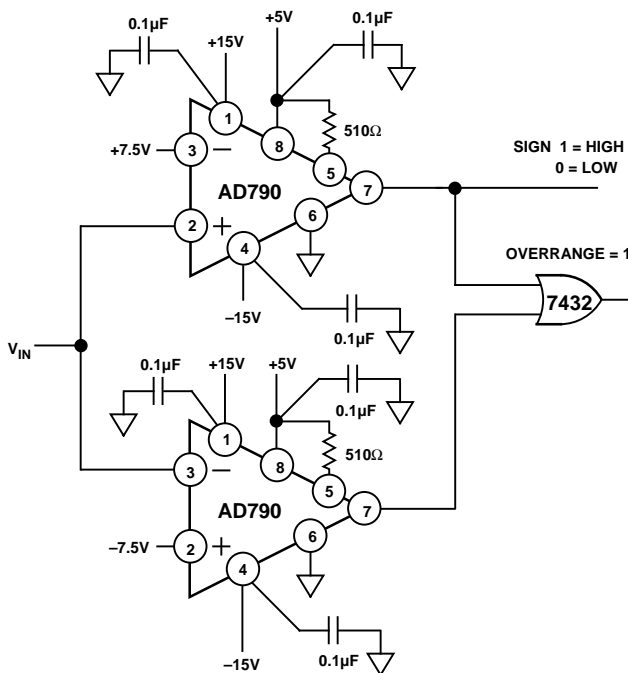 0.1µF
+15V
+5V
0.1µF
1
8
510Ω
+7.5V
3
–
5
AD790
7
SIGN 1 = HIGH
0 = LOW
2
+
6
4
–15V
OVERRANGE = 1
7432
0.1µF
VIN
0.1µF
+15V
+5V
0.1µF
1
8
510Ω
3
–
5
AD790
7
–7.5V
2
+
6
4
–15V
0.1µF